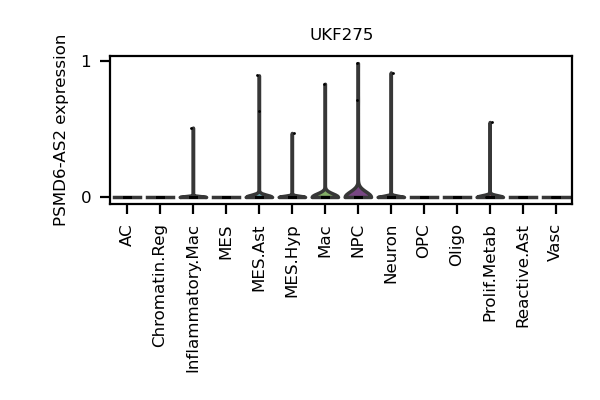 UKF275
PSMD6-AS2 expression
1
0
AC
Chromatin.Reg
Inflammatory.Mac
MES
MES.Ast
MES.Hyp
Mac
NPC
Neuron
OPC
Oligo
Prolif.Metab
Reactive.Ast
Vasc